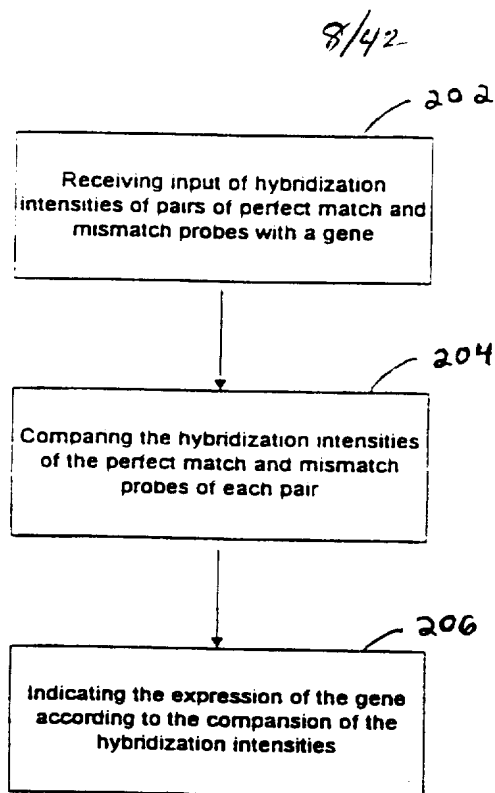 8/42
202
Receiving input of hybridization
intensities of pairs of perfect match and
mismatch probes with a gene
204
Comparing the hybridization intensities
of the perfect match and mismatch
probes of each pair
206
Indicating the expression of the gene
according to the compansion of the
hybridization intensities